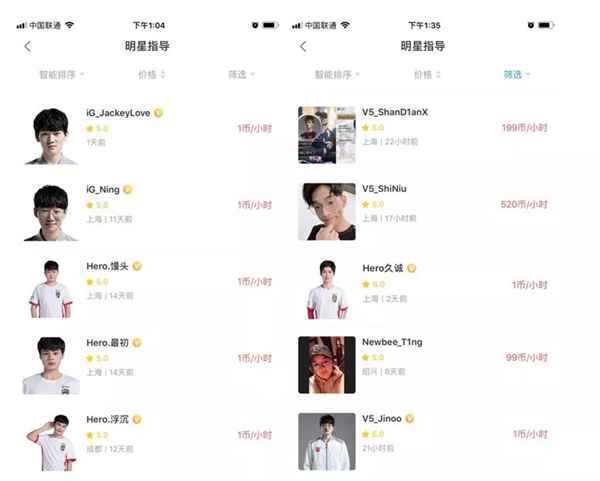 中国联通
下午1:04
明星指导
智能排序
价格
筛选
iG_JackeyLove
5.0
1天前
1币/小时
iG_Ning
5.0
上海 | 11天前
1币/小时
Hero.馒头
5.0
上海 | 14天前
1币/小时
Hero.最初
5.0
上海 | 14天前
1币/小时
Hero.浮沉
5.0
成都 | 12天前
1币/小时
中国联通
下午1:35
明星指导
智能排序
价格
筛选
V5_ShanD1anX
5.0
上海 | 22小时前
199币/小时
V5_ShiNiu
5.0
上海 | 17小时前
520币/小时
Hero久诚
5.0
上海 | 2天前
1币/小时
Newbee_T1ng
5.0
绍兴 | 6天前
99币/小时
V5_Jinoo
5.0
21小时前
1币/小时